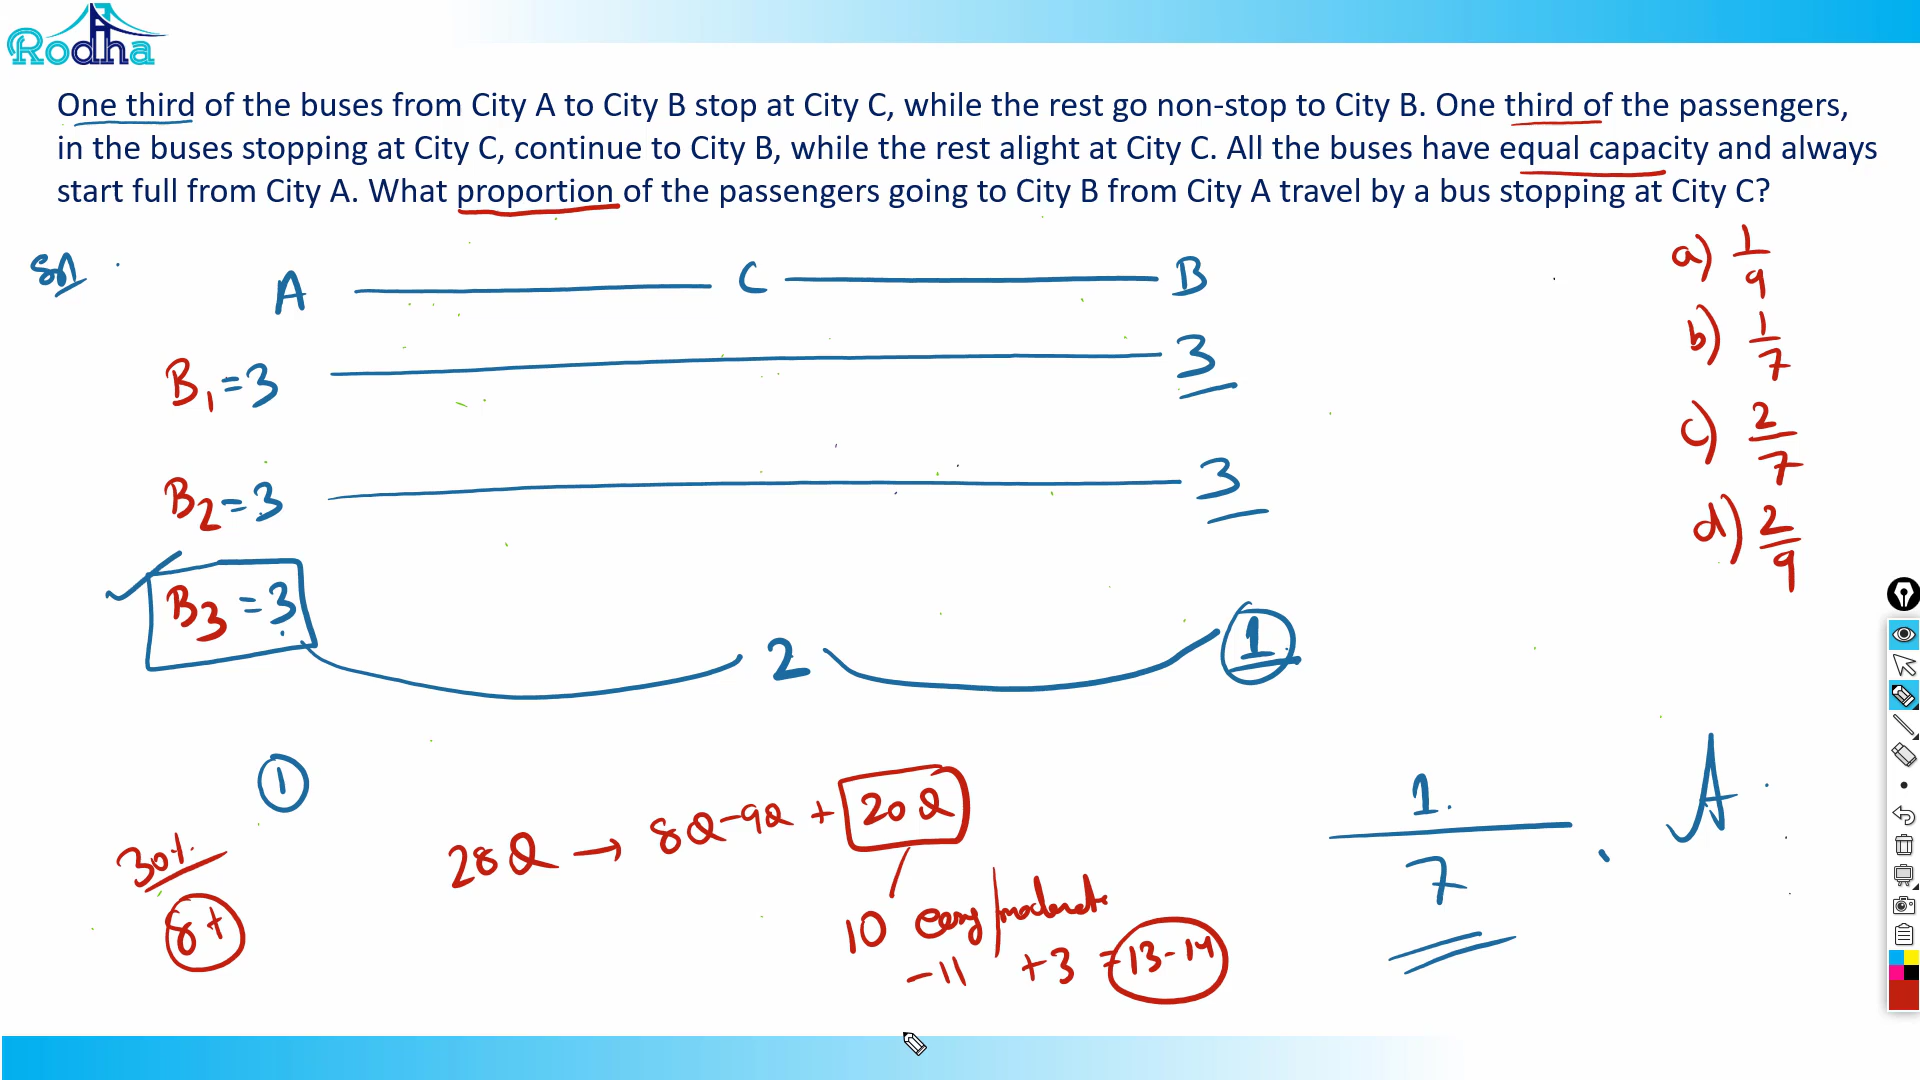 Rodha
One third of the buses from City A to City B stop at City C, while the rest go non-stop to City B. One third of the passengers,
in the buses stopping at City C, continue to City B, while the rest alight at City C. All the buses have equal capacity and always
start full from City A. What proportion of the passengers going to City B from City A travel by a bus stopping at City C?
A C B
B1 = 3 3
B2 = 3 3
B3 = 3 2 1
a) 1/9
b) 1/7
c) 2/7
d) 2/9
1
30%
8+
28Q → 8Q-9Q + 20Q
10 easy/moderate
-11 +3 = 13-14
1/7 . A